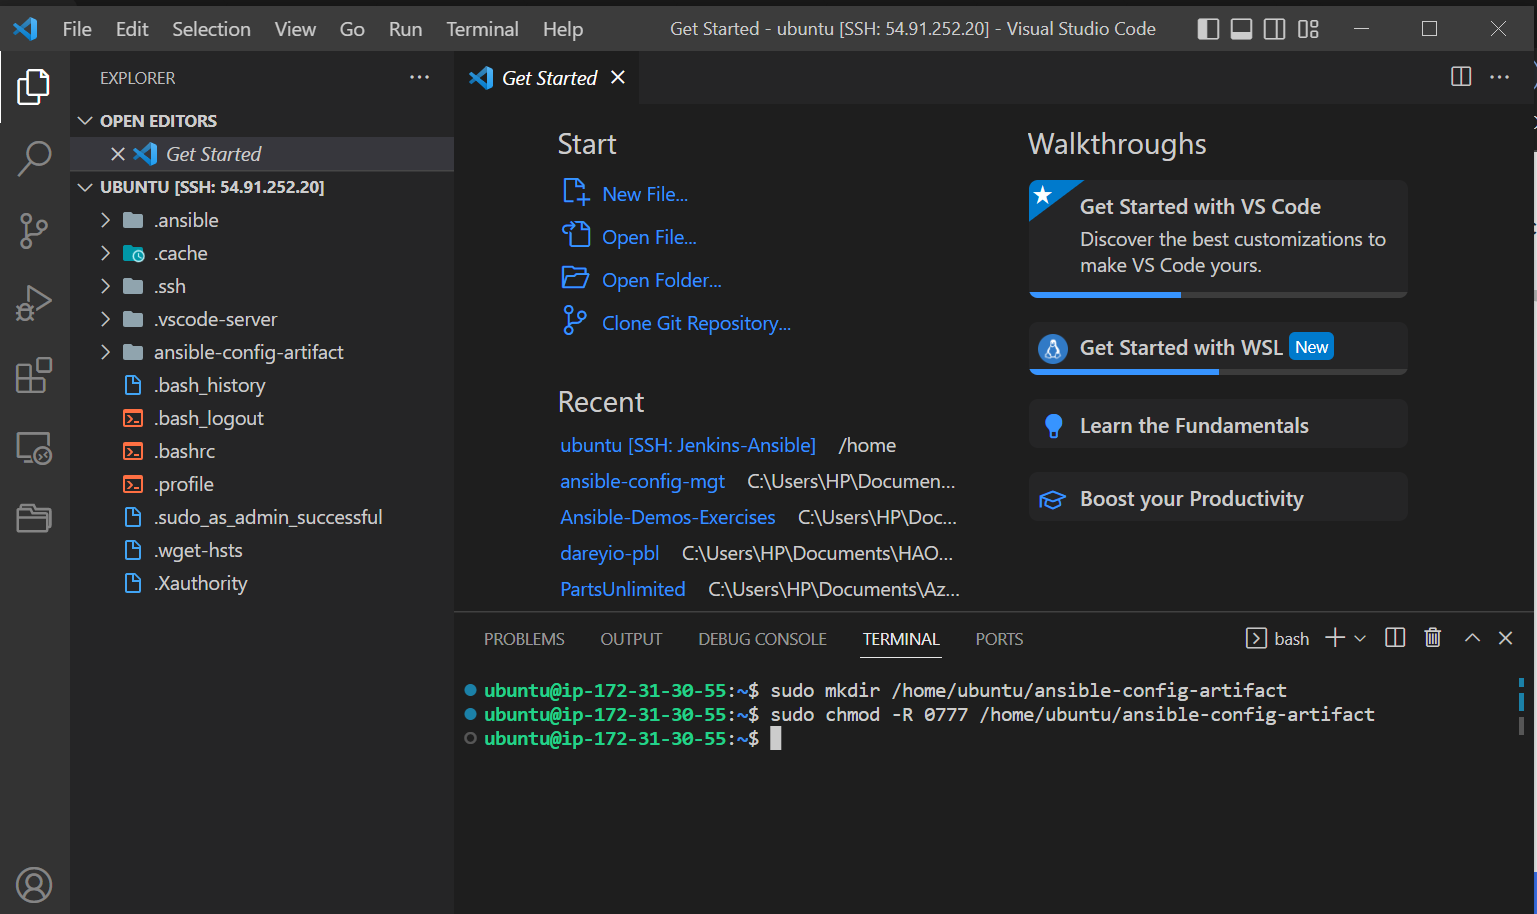 File Edit Selection View Go Run Terminal Help Get Started - ubuntu [SSH: 54.91.252.20] - Visual Studio Code
EXPLORER
OPEN EDITORS
Get Started
UBUNTU [SSH: 54.91.252.20]
.ansible
.cache
.ssh
.vscode-server
ansible-config-artifact
.bash_history
.bash_logout
.bashrc
.profile
.sudo_as_admin_successful
.wget-hsts
.Xauthority
Get Started
Start
New File...
Open File...
Open Folder...
Clone Git Repository...
Recent
ubuntu [SSH: Jenkins-Ansible] /home
ansible-config-mgt C:\Users\HP\Documen...
Ansible-Demos-Exercises C:\Users\HP\Doc...
dareyio-pbl C:\Users\HP\Documents\HAO...
PartsUnlimited C:\Users\HP\Documents\Az...
Walkthroughs
Get Started with VS Code
Discover the best customizations to
make VS Code yours.
Get Started with WSL New
Learn the Fundamentals
Boost your Productivity
PROBLEMS OUTPUT DEBUG CONSOLE TERMINAL PORTS bash
ubuntu@ip-172-31-30-55:~$ sudo mkdir /home/ubuntu/ansible-config-artifact
ubuntu@ip-172-31-30-55:~$ sudo chmod -R 0777 /home/ubuntu/ansible-config-artifact
ubuntu@ip-172-31-30-55:~$